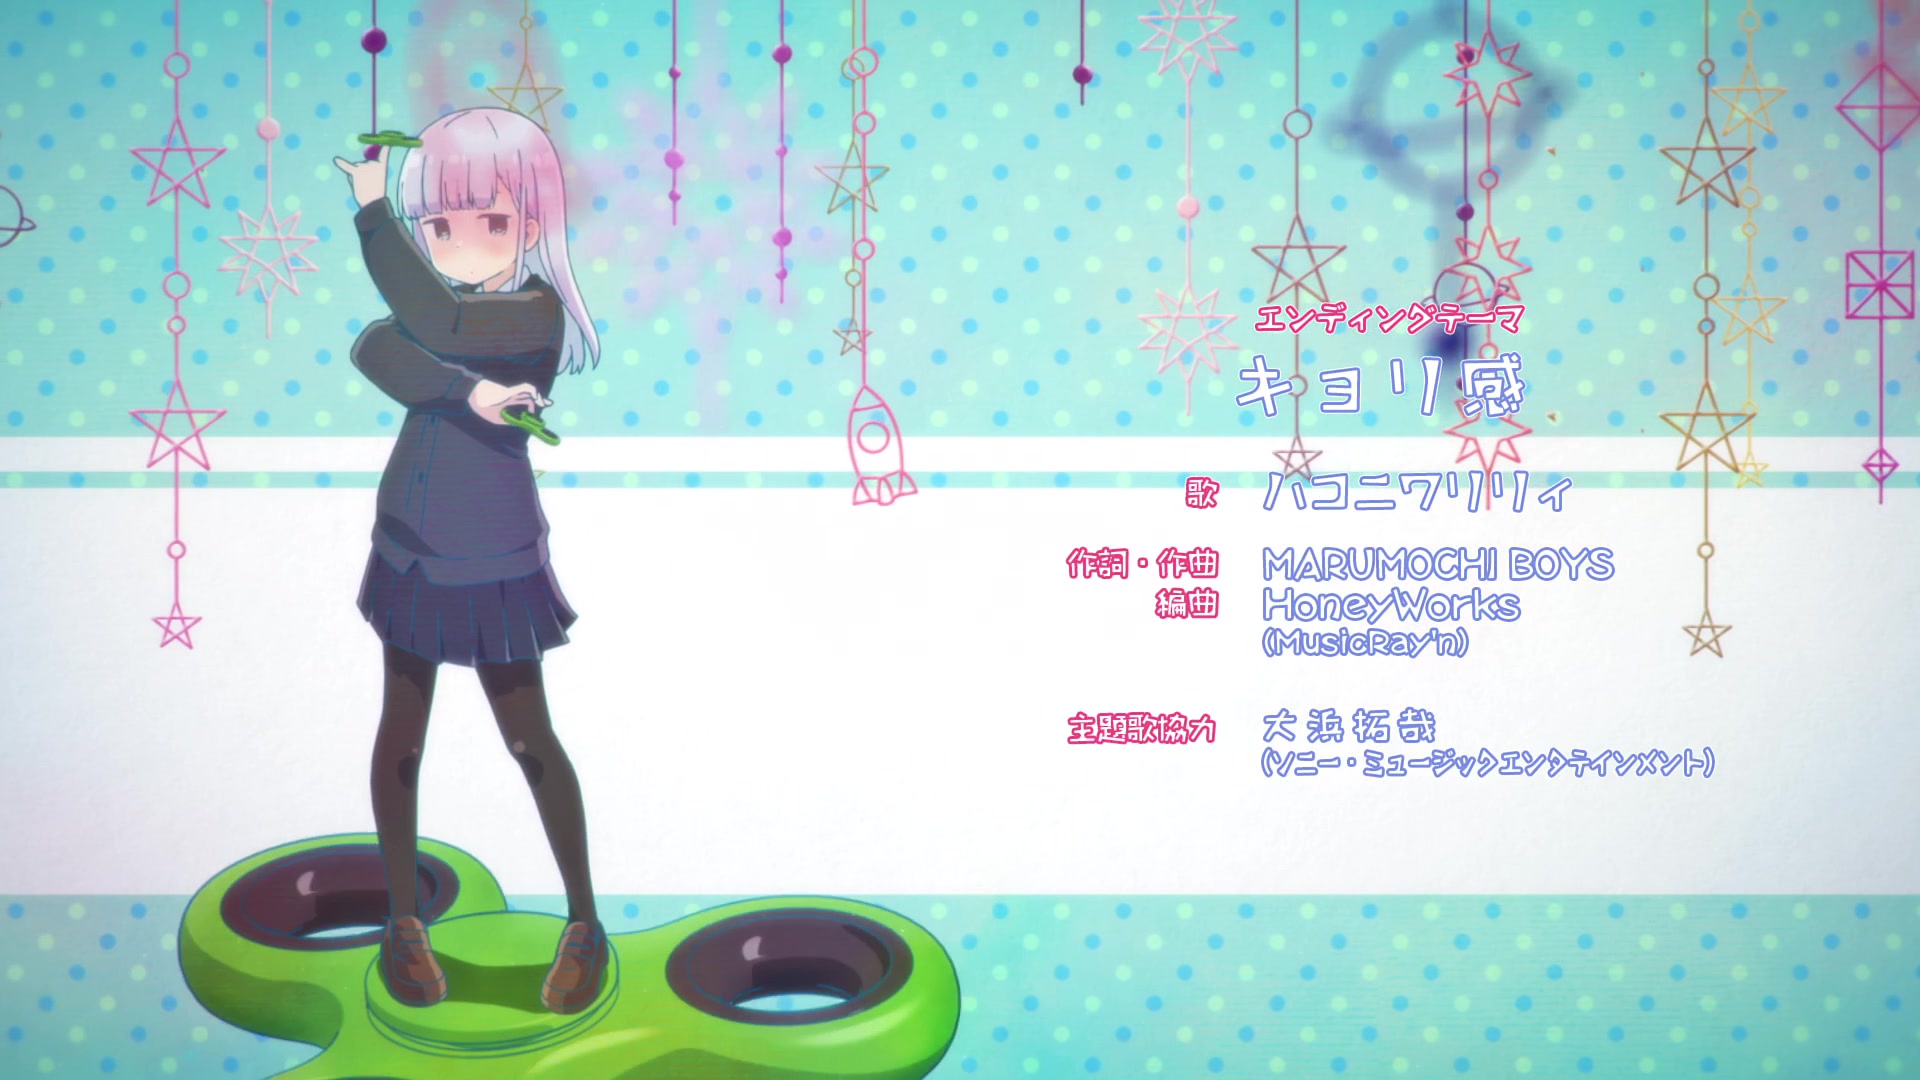 エンディングテーマ
キョリ感
歌 ハコニワリリィ
作詞・作曲 MARUMOCHI BOYS
編曲 HoneyWorks
(MusicRay'n)
主題歌協力 大浜拓哉
(ソニー・ミュージックエンタテインメント)